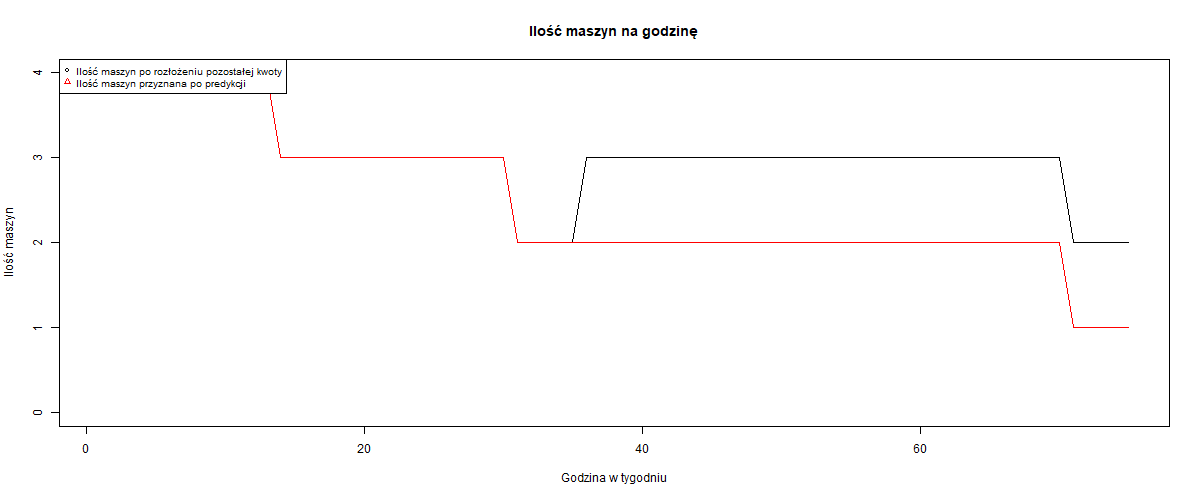 Ilość maszyn na godzinę
Ilość maszyn po rozłożeniu pozostałej kwoty
Ilość maszyn przyznana po predykcji
Ilość maszyn
4
3
2
1
0
0 20 40 60
Godzina w tygodniu